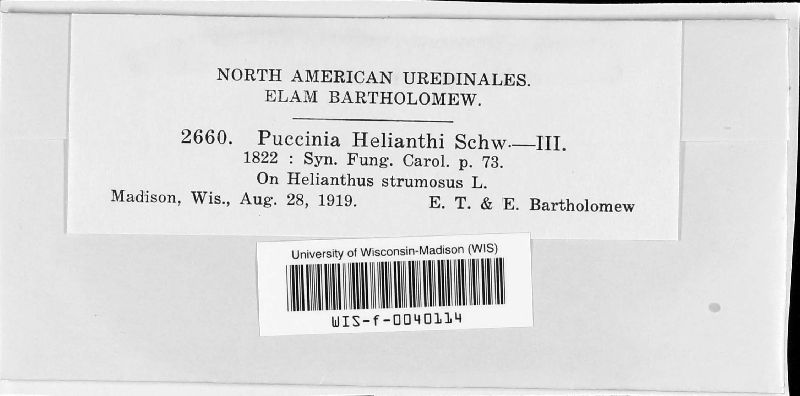 NORTH AMERICAN UREDINALES.
ELAM BARTHOLOMEW.
2660. Puccinia Helianthi Schw.—III.
1822 : Syn. Fung. Carol. p. 73.
On Helianthus strumosus L.
Madison, Wis., Aug. 28, 1919. E. T. & E. Bartholomew
University of Wisconsin-Madison (WIS)
WIS-f-0040114